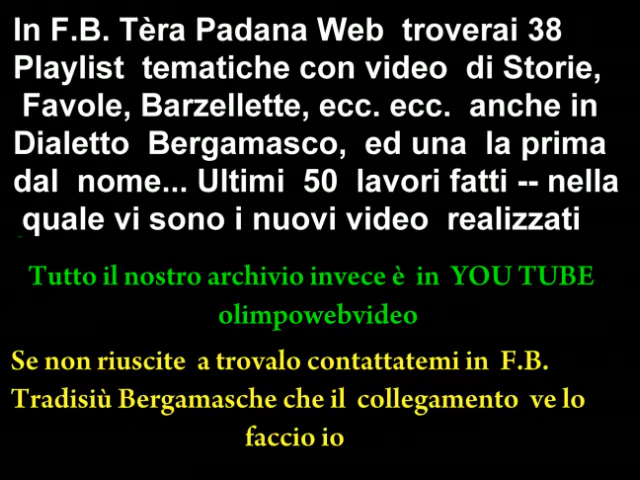 In F.B. Tèra Padana Web troverai 38
Playlist tematiche con video di Storie,
Favole, Barzellette, ecc. ecc. anche in
Dialetto Bergamasco, ed una la prima
dal nome... Ultimi 50 lavori fatti -- nella
quale vi sono i nuovi video realizzati
Tutto il nostro archivio invece è in YOU TUBE
olimpowebvideo
Se non riuscite a trovalo contattatemi in F.B.
Tradisiù Bergamasche che il collegamento ve lo
faccio io